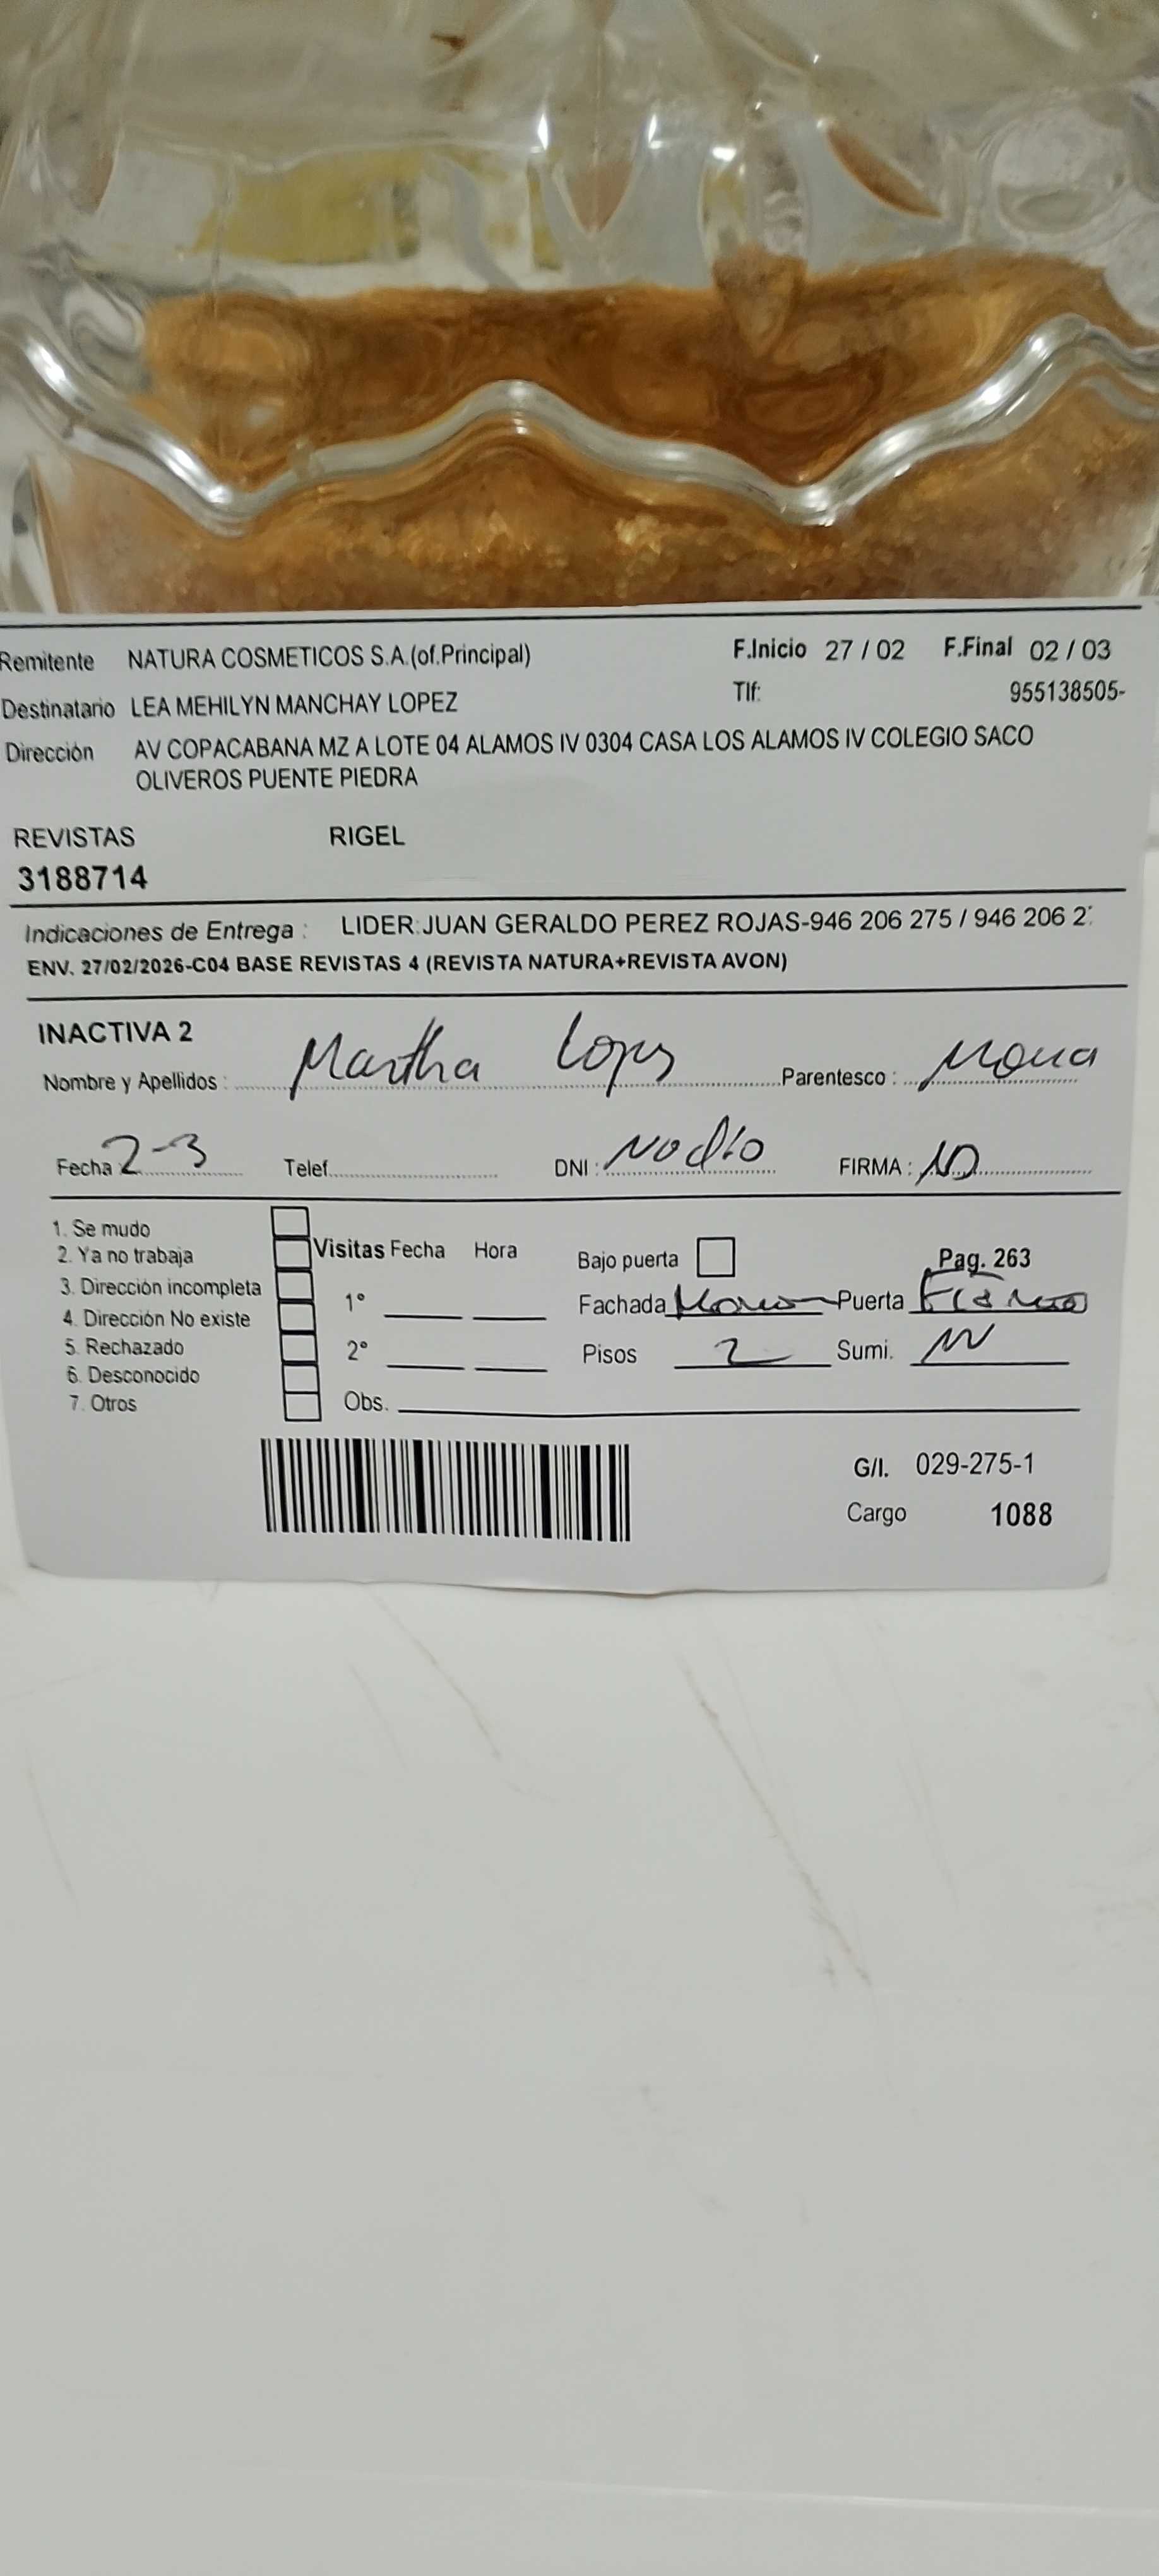 Remitente NATURA COSMETICOS S.A.(of.Principal) F.Inicio 27 / 02 F.Final 02 / 03
Destinatario LEA MEHILYN MANCHAY LOPEZ Tlf: 955138505-
Dirección AV COPACABANA MZ A LOTE 04 ALAMOS IV 0304 CASA LOS ALAMOS IV COLEGIO SACO
OLIVEROS PUENTE PIEDRA
REVISTAS RIGEL
3188714
Indicaciones de Entrega : LIDER:JUAN GERALDO PEREZ ROJAS-946 206 275 / 946 206 2
ENV. 27/02/2026-C04 BASE REVISTAS 4 (REVISTA NATURA+REVISTA AVON)
INACTIVA 2
Nombre y Apellidos : Martha Parentesco :
Fecha 2-3 Telef. DNI : No dio FIRMA : ND
1. Se mudo
2. Ya no trabaja Visitas Fecha Hora Bajo puerta Pag. 263
3. Dirección incompleta
4. Dirección No existe 1° Fachada Puerta
5. Rechazado 2° Pisos 2 Sumi.
6. Desconocido
7. Otros Obs.
G/I. 029-275-1
Cargo 1088